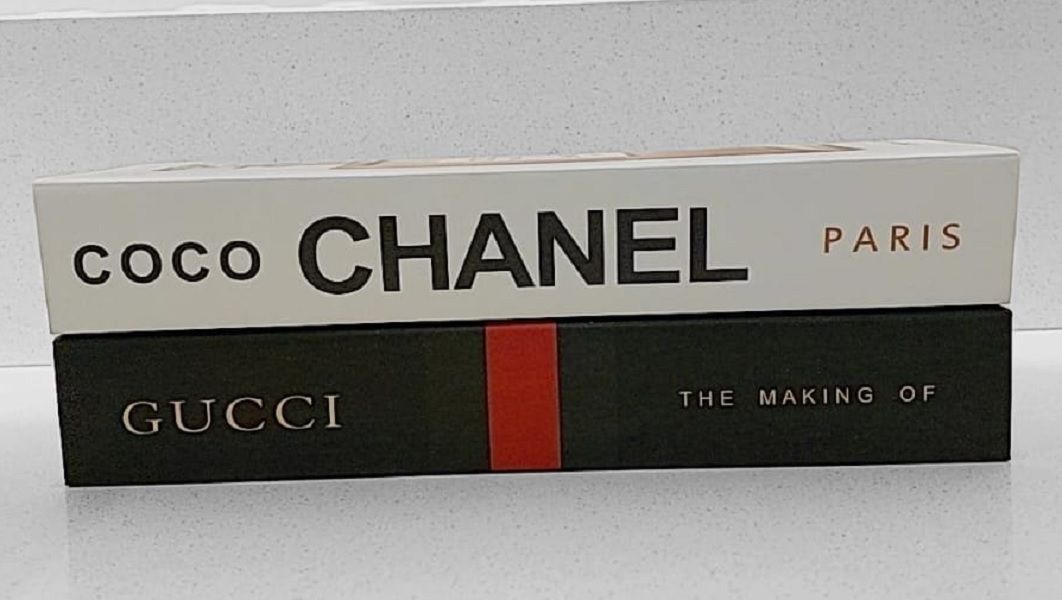 COCO CHANEL PARIS
GUCCI THE MAKING OF